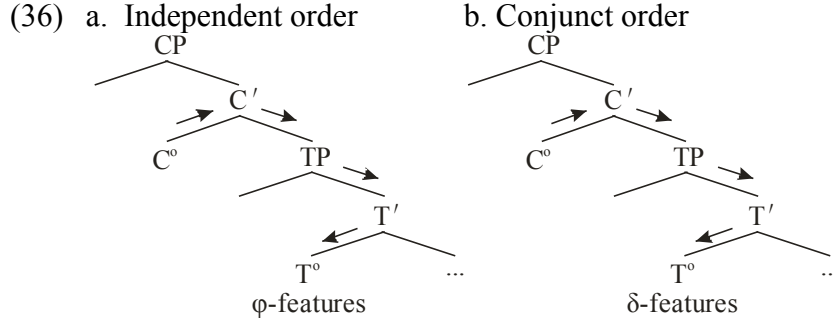 (36) a. Independent order b. Conjunct order
CP CP
C′ C′
Cº TP Cº TP
T′ T′
Tº ... Tº ..
φ-features δ-features